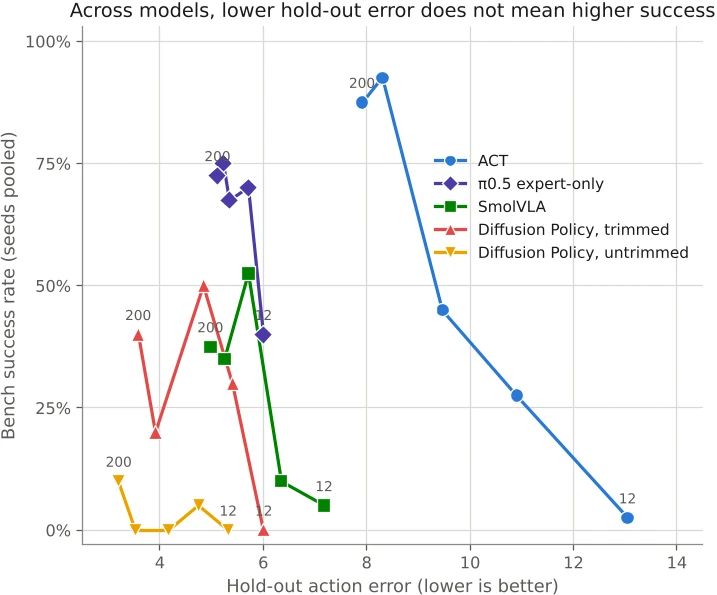 Across models, lower hold-out error does not mean higher success
100%
75%
50%
25%
0%
Bench success rate (seeds pooled)
200
200
200
200
200
12
12
12
12
12
ACT
π0.5 expert-only
SmolVLA
Diffusion Policy, trimmed
Diffusion Policy, untrimmed
4
6
8
10
12
14
Hold-out action error (lower is better)